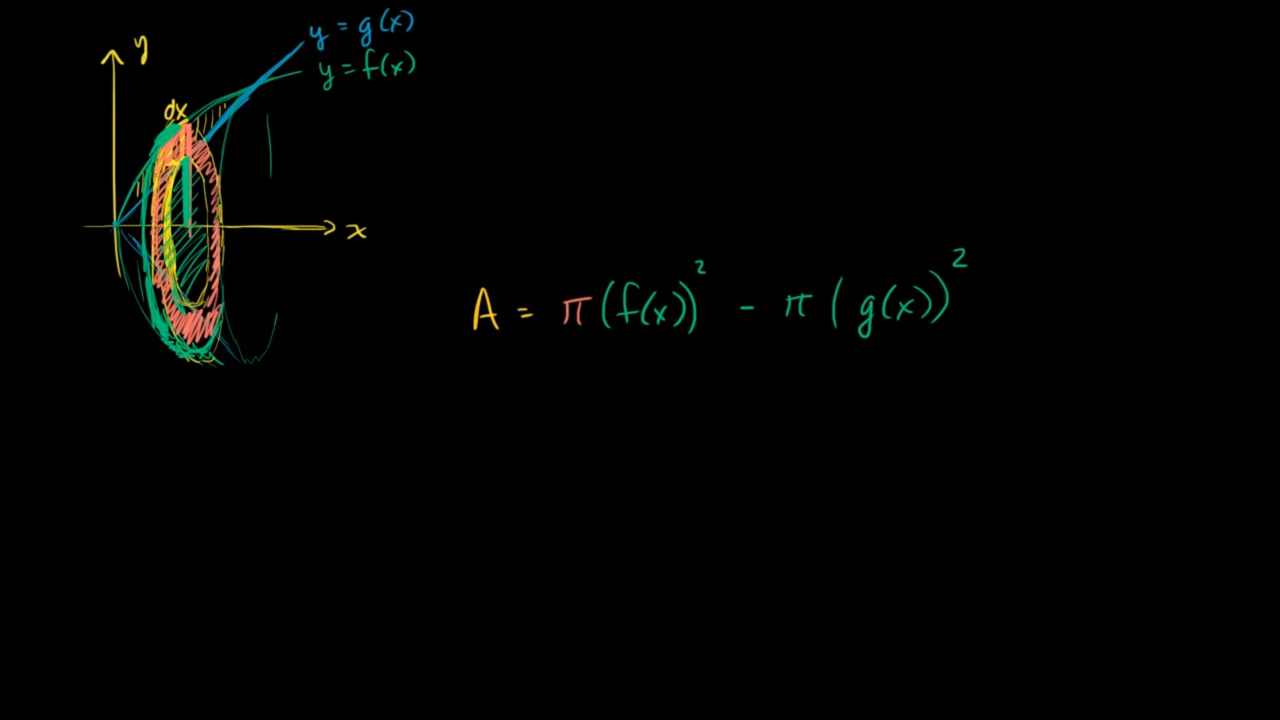 y = g(x)
y = f(x)
y
dx
x
A = π(f(x))² - π(g(x))²